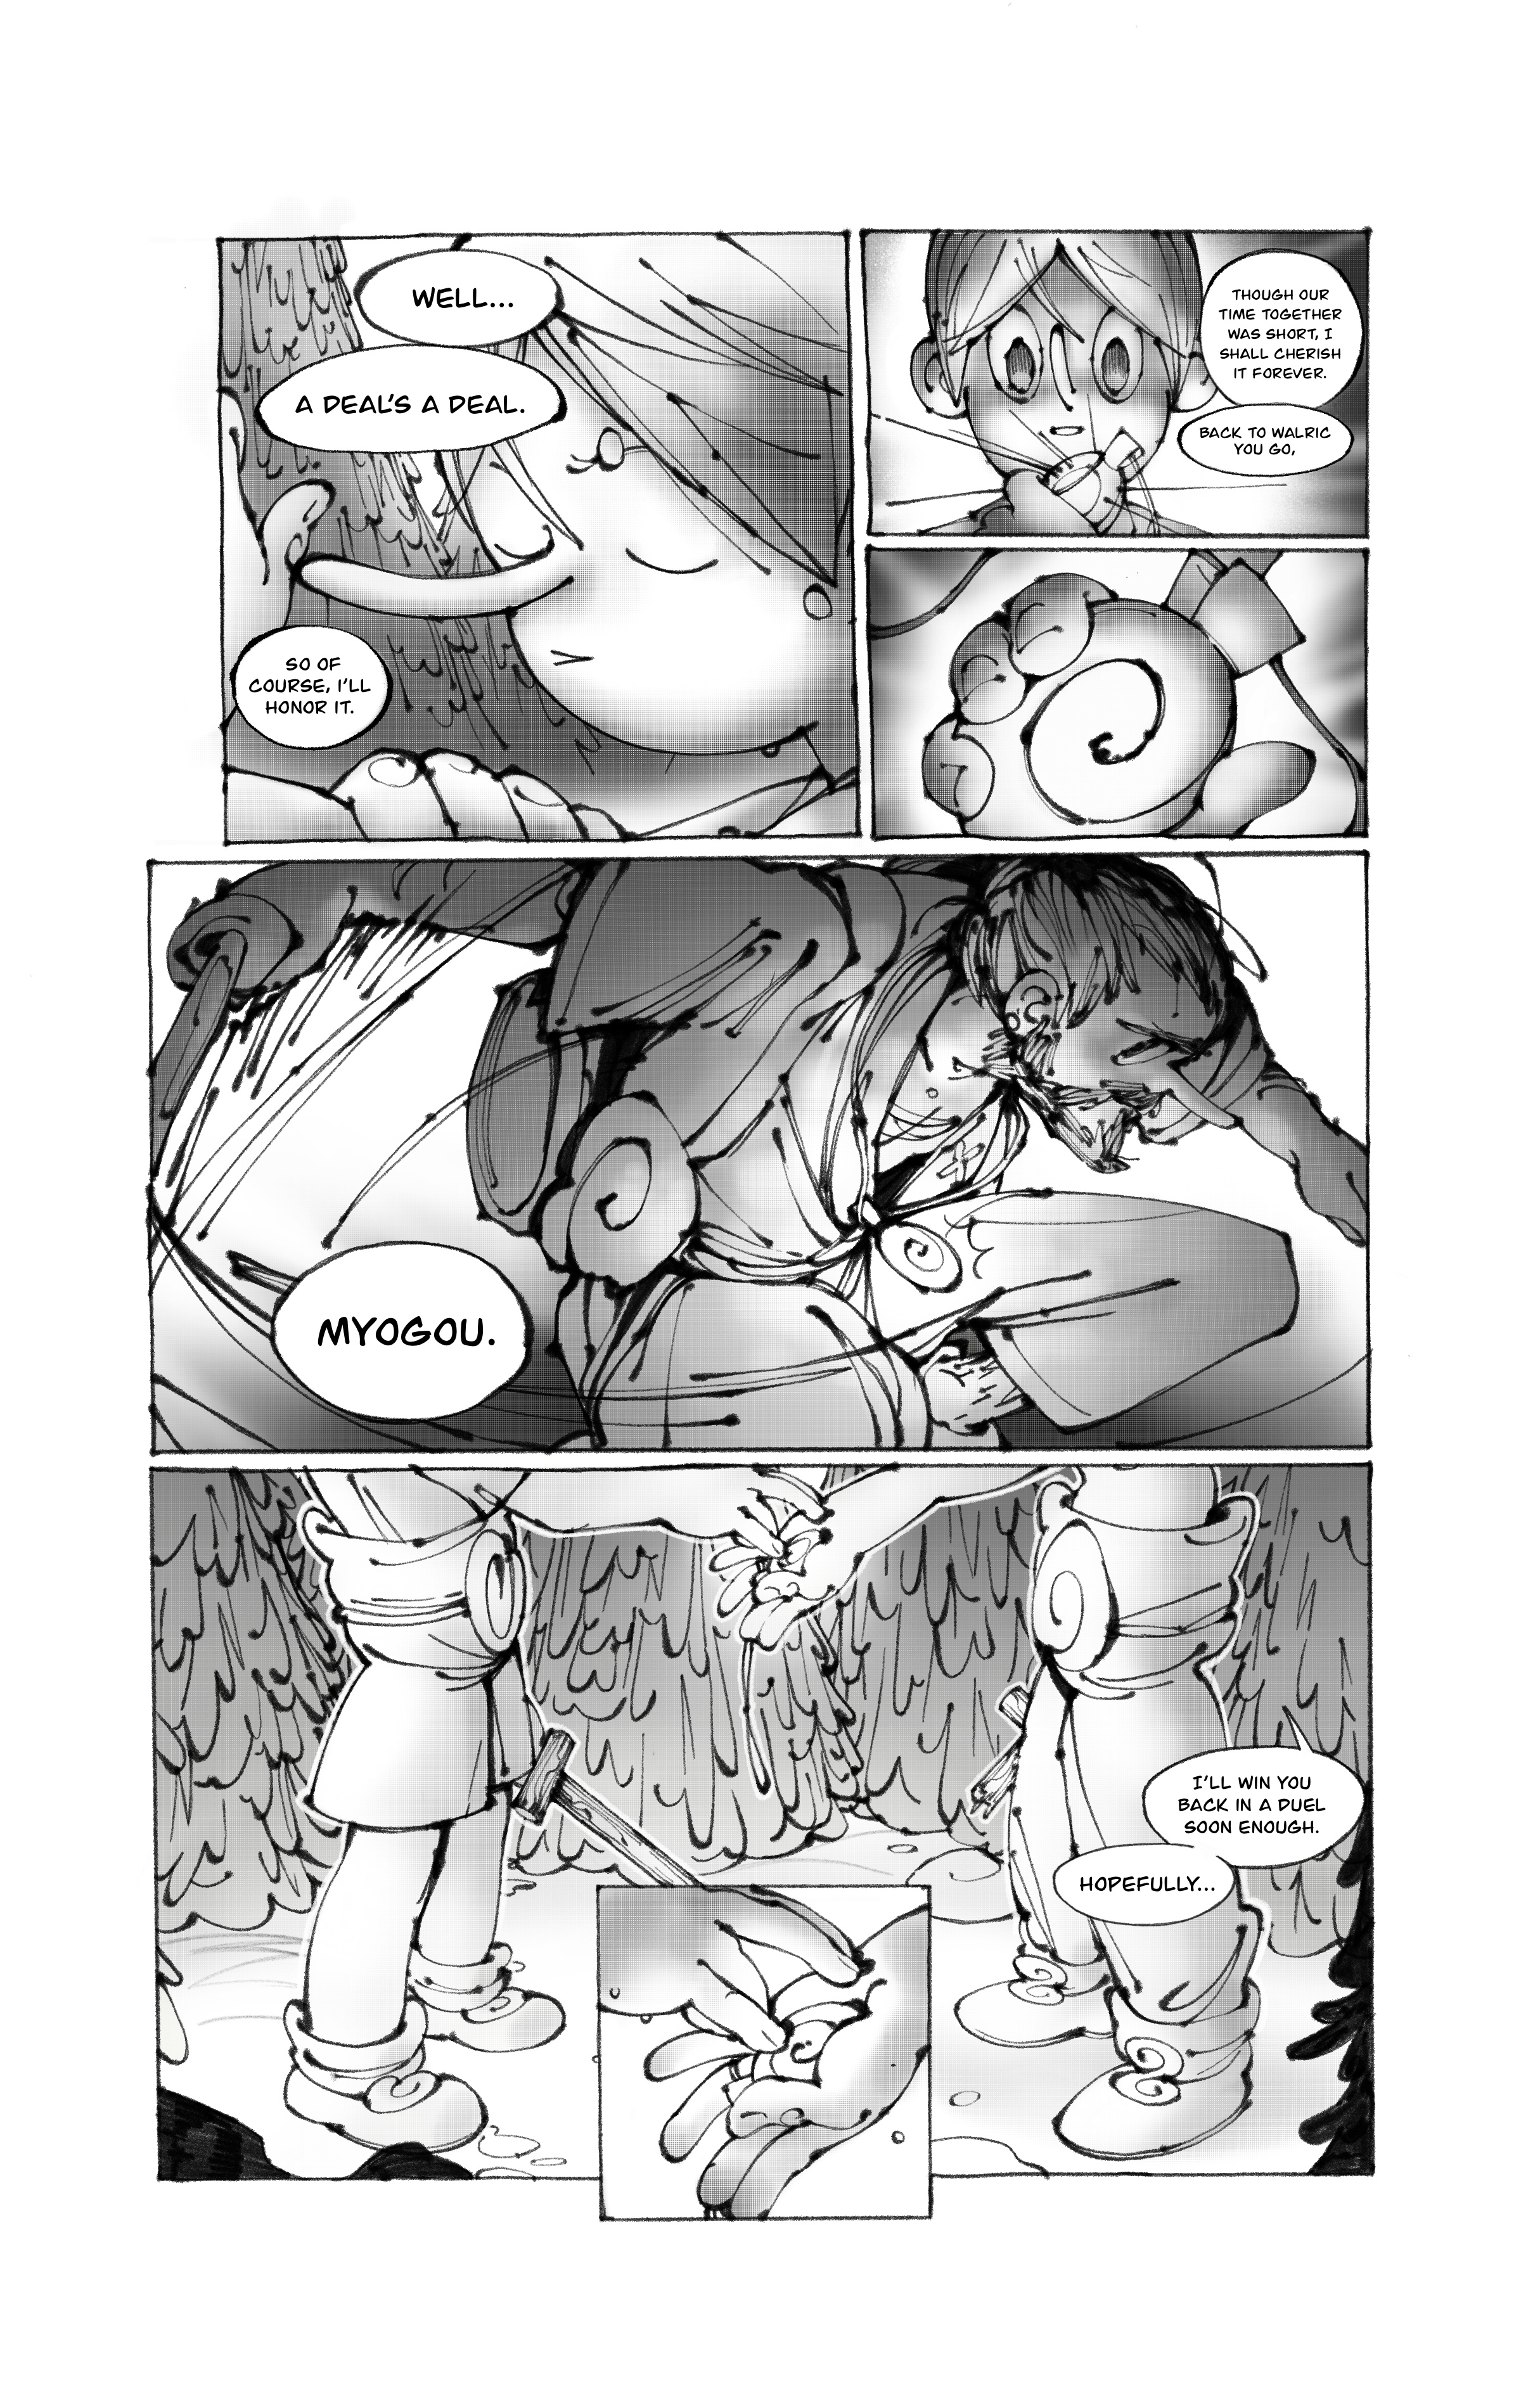 WELL...
A DEAL'S A DEAL.
SO OF
COURSE, I'LL
HONOR IT.
THOUGH OUR
TIME TOGETHER
WAS SHORT, I
SHALL CHERISH
IT FOREVER.
BACK TO WALRIC
YOU GO,
MYOGOU.
I'LL WIN YOU
BACK IN A DUEL
SOON ENOUGH.
HOPEFULLY...